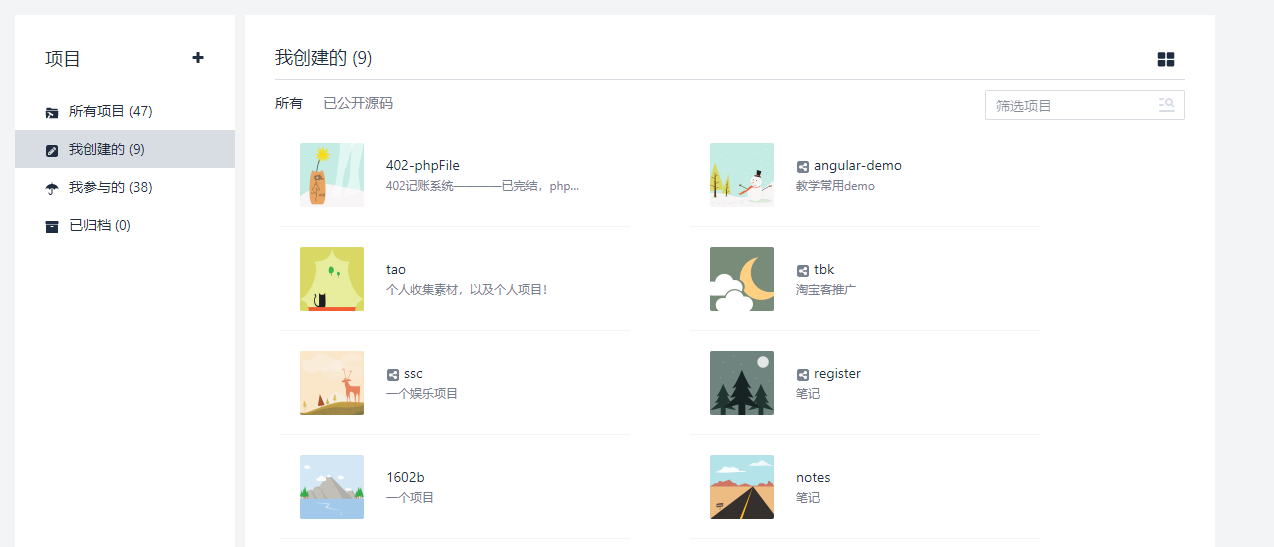 项目
所有项目 (47)
我创建的 (9)
我参与的 (38)
已归档 (0)
我创建的 (9)
所有 已公开源码
筛选项目
402-phpFile
402记账系统————已完结，php...
angular-demo
教学常用demo
tao
个人收集素材，以及个人项目！
tbk
淘宝客推广
ssc
一个娱乐项目
register
笔记
1602b
一个项目
notes
笔记